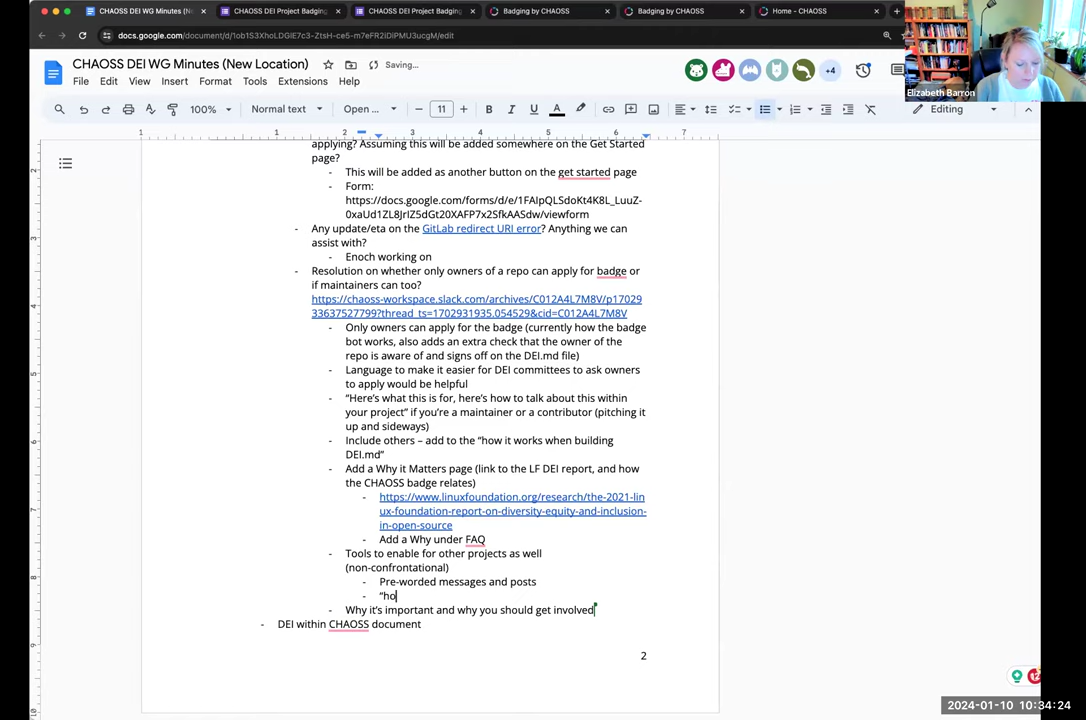 CHAOSS DEI WG Minutes (N
CHAOSS DEI Project Badging
CHAOSS DEI Project Badging
Badging by CHAOSS
Badging by CHAOSS
Home - CHAOSS
docs.google.com/document/d/1ob1S3XhoLDGlE7c3-ZtsH-ce5-m7eFR2iDIPMU3ucgM/edit
CHAOSS DEI WG Minutes (New Location)
Saving...
File Edit View Insert Format Tools Extensions Help
+4
Elizabeth Barron
100% Normal text Open ... 11 Editing
1 1 2 3 4 5 6 7
applying? Assuming this will be added somewhere on the Get Started
page?
- This will be added as another button on the get started page
- Form:
https://docs.google.com/forms/d/e/1FAIpQLSdoKt4K8L_LuuZ-
0xaUd1ZL8JrIZ5dGt20XAFP7x2SfkAASdw/viewform
- Any update/eta on the GitLab redirect URI error? Anything we can
assist with?
- Enoch working on
- Resolution on whether only owners of a repo can apply for badge or
if maintainers can too?
https://chaoss-workspace.slack.com/archives/C012A4L7M8V/p17029
33637527799?thread_ts=1702931935.054529&cid=C012A4L7M8V
- Only owners can apply for the badge (currently how the badge
bot works, also adds an extra check that the owner of the
repo is aware of and signs off on the DEI.md file)
- Language to make it easier for DEI committees to ask owners
to apply would be helpful
- “Here’s what this is for, here’s how to talk about this within
your project” if you’re a maintainer or a contributor (pitching it
up and sideways)
- Include others – add to the “how it works when building
DEI.md”
- Add a Why it Matters page (link to the LF DEI report, and how
the CHAOSS badge relates)
- https://www.linuxfoundation.org/research/the-2021-lin
ux-foundation-report-on-diversity-equity-and-inclusion-
in-open-source
- Add a Why under FAQ
- Tools to enable for other projects as well
(non-confrontational)
- Pre-worded messages and posts
- “ho
- Why it’s important and why you should get involved
- DEI within CHAOSS document
2
2024-01-10 10:34:24